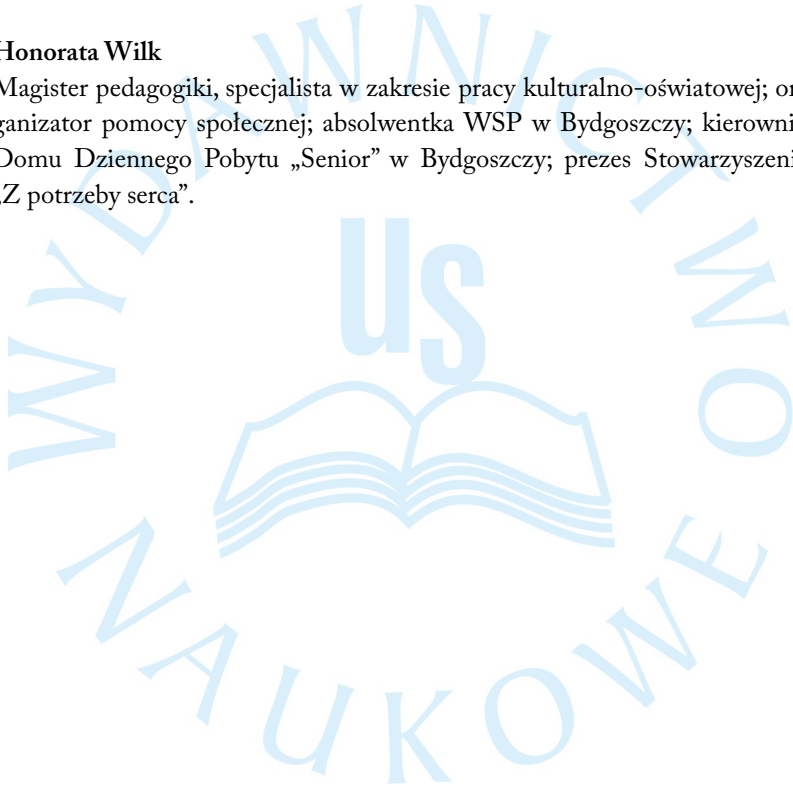 Honorata Wilk
Magister pedagogiki, specjalista w zakresie pracy kulturalno-oświatowej; or
ganizator pomocy społecznej; absolwentka WSP w Bydgoszczy; kierowni
Domu Dziennego Pobytu „Senior” w Bydgoszczy; prezes Stowarzyszeni
„Z potrzeby serca”.
WYDAWNICTWO
US
NAUKOWE